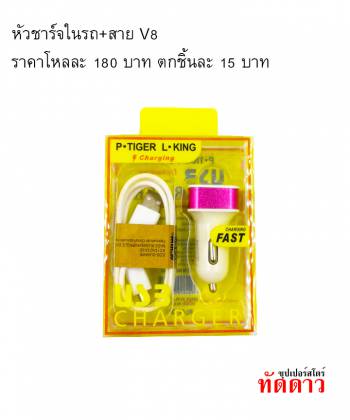 หัวชาร์จในรถ+สาย V8
ราคาโหลละ 180 บาท ตกชิ้นละ 15 บาท
P•TIGER L•KING
Charging
P•TI
CHARGING
FAST
USB
CHARGER
ซุปเปอร์สโตร์
ทัดดาว